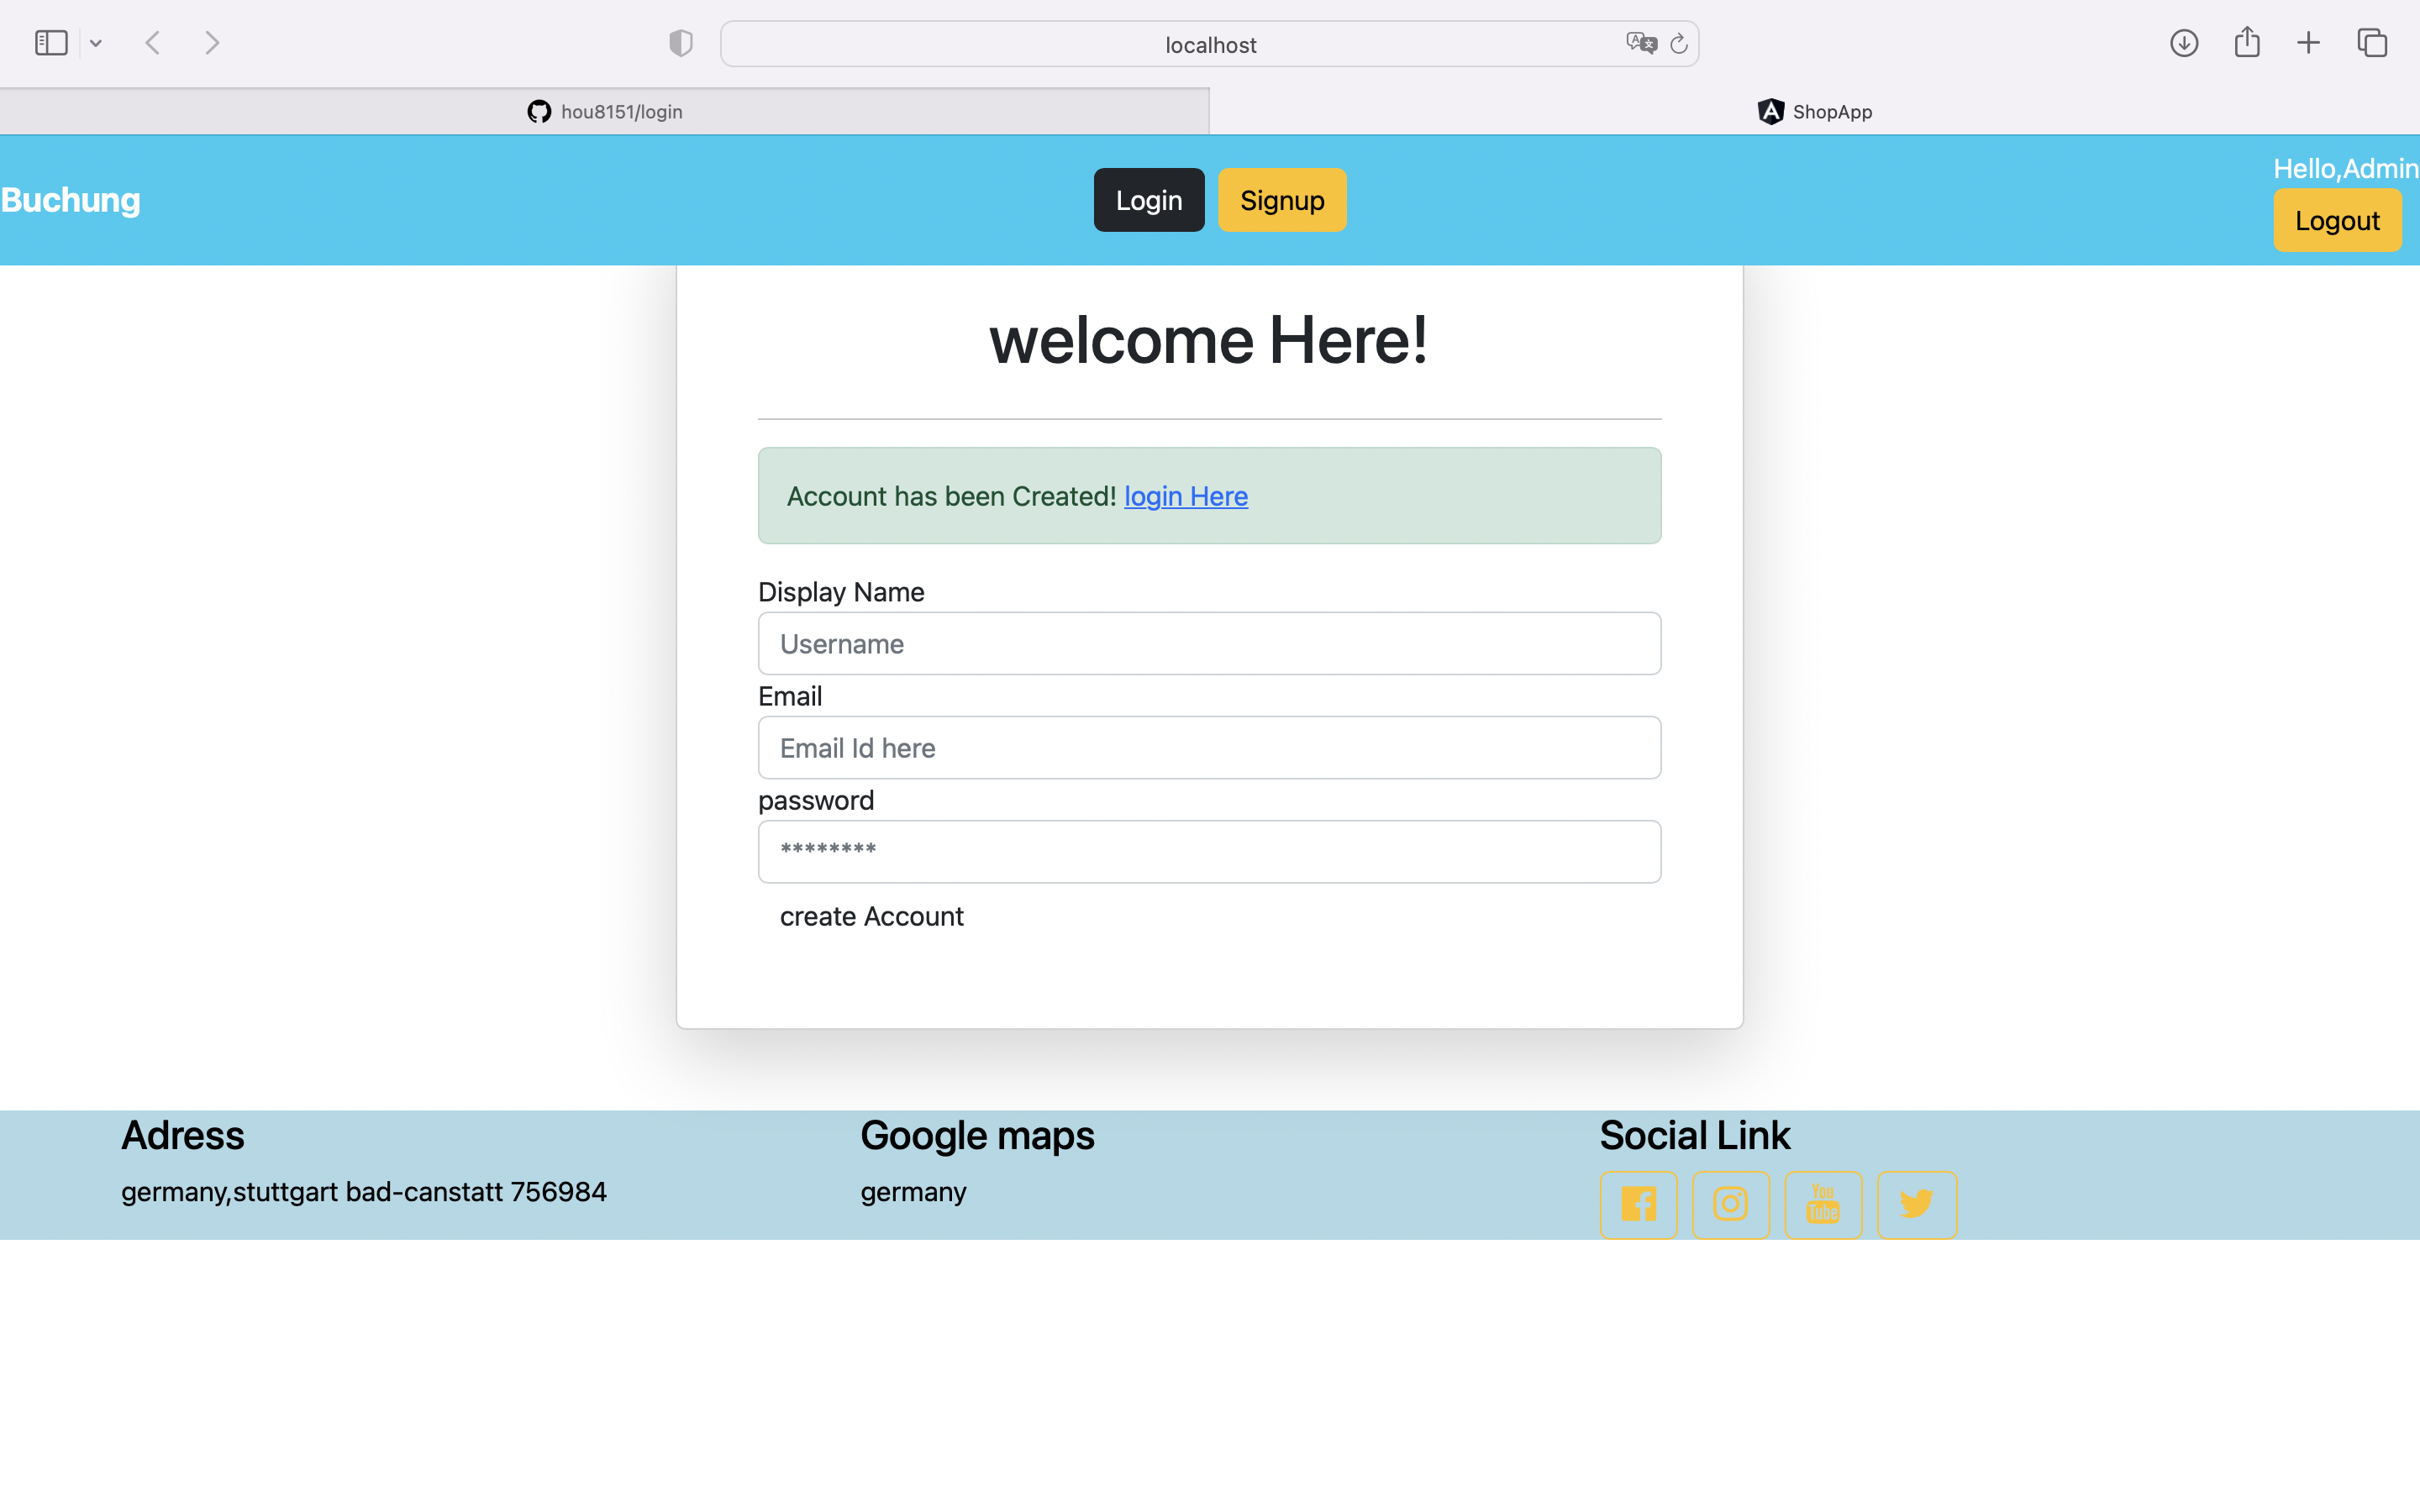 localhost
hou8151/login
ShopApp
Buchung
Login
Signup
Hello,Admin
Logout
welcome Here!
Account has been Created! login Here
Display Name
Username
Email
Email Id here
password
********
create Account
Adress
germany,stuttgart bad-canstatt 756984
Google maps
germany
Social Link
You
Tube